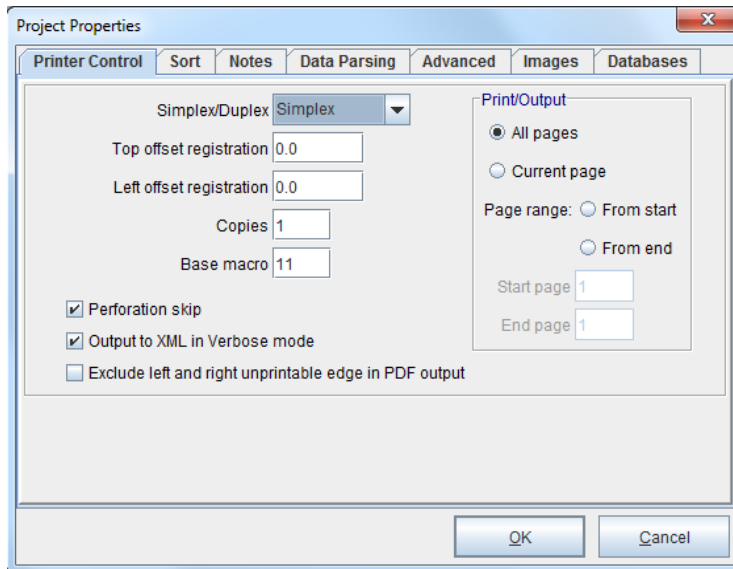 Project Properties
x
Printer Control Sort Notes Data Parsing Advanced Images Databases
Simplex/Duplex Simplex
Top offset registration 0.0
Left offset registration 0.0
Copies 1
Base macro 11
Perforation skip
Output to XML in Verbose mode
Exclude left and right unprintable edge in PDF output
Print/Output
All pages
Current page
Page range: From start
From end
Start page 1
End page 1
OK Cancel